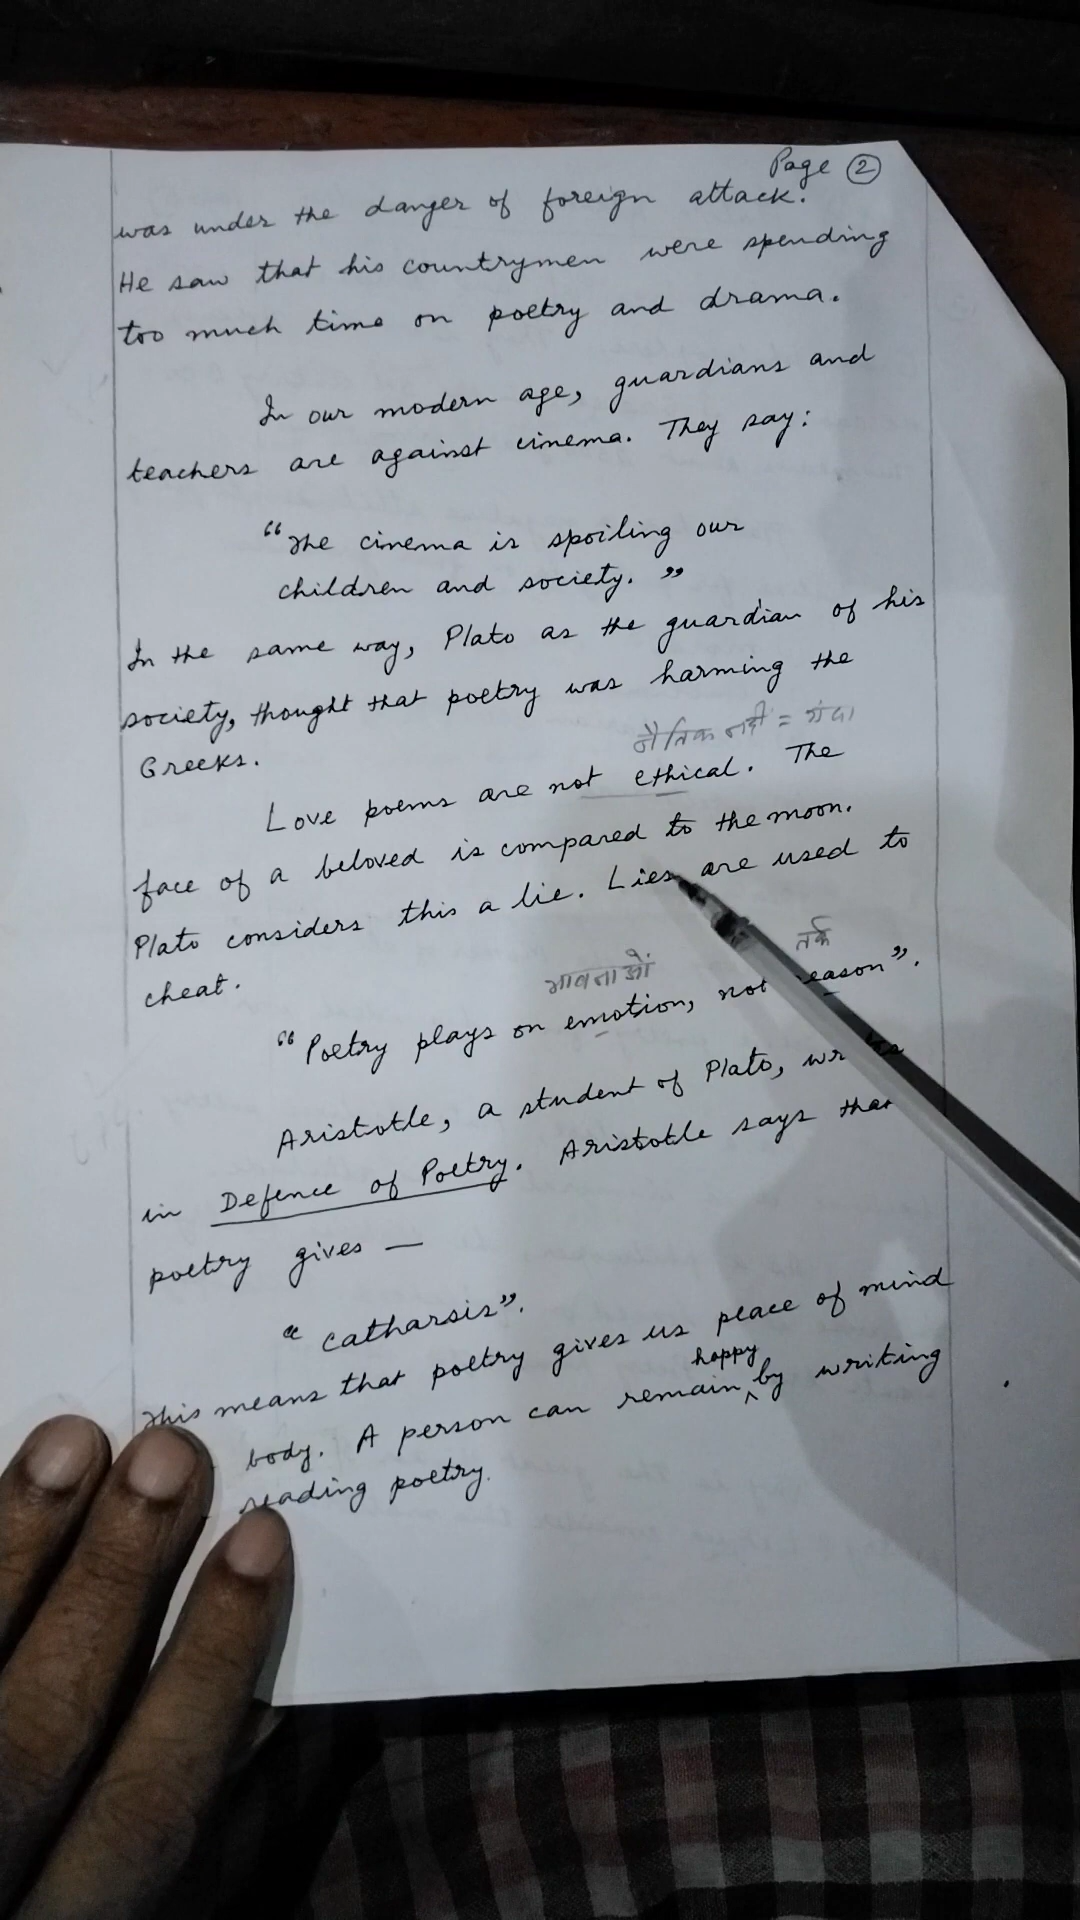 Page 2
was under the danger of foreign attack.
He saw that his countrymen were spending
too much time on poetry and drama.
In our modern age, guardians and
teachers are against cinema. They say:
"The cinema is spoiling our
children and society."
In the same way, Plato as the guardian of his
society, thought that poetry was harming the
Greeks.
नैतिक नहीं = गंदा
Love poems are not ethical. The
face of a beloved is compared to the moon.
Plato considers this a lie. Lies are used to
cheat.
भावनाओं तर्क
"Poetry plays on emotion, not eason".
Aristotle, a student of Plato,
in Defence of Poetry. Aristotle says that
poetry gives —
"catharsis".
This means that poetry gives us place of mind
happy
body. A person can remain ^ by writing
reading poetry.